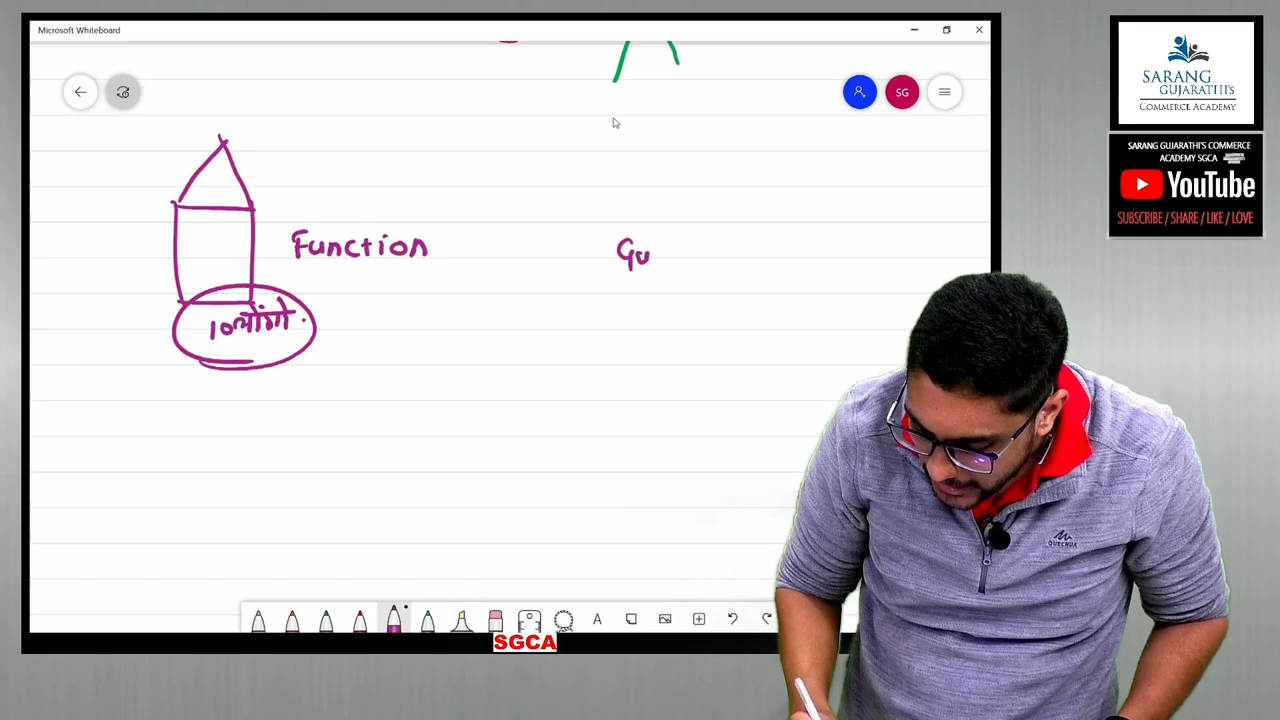 Microsoft Whiteboard
SG
Function
Gu
SARANG
GUJARATHI'S
COMMERCE ACADEMY
SARANG GUJARATHI'S COMMERCE
ACADEMY SGCA
YouTube
SUBSCRIBE / SHARE / LIKE / LOVE
QUECHUA
A
SGCA